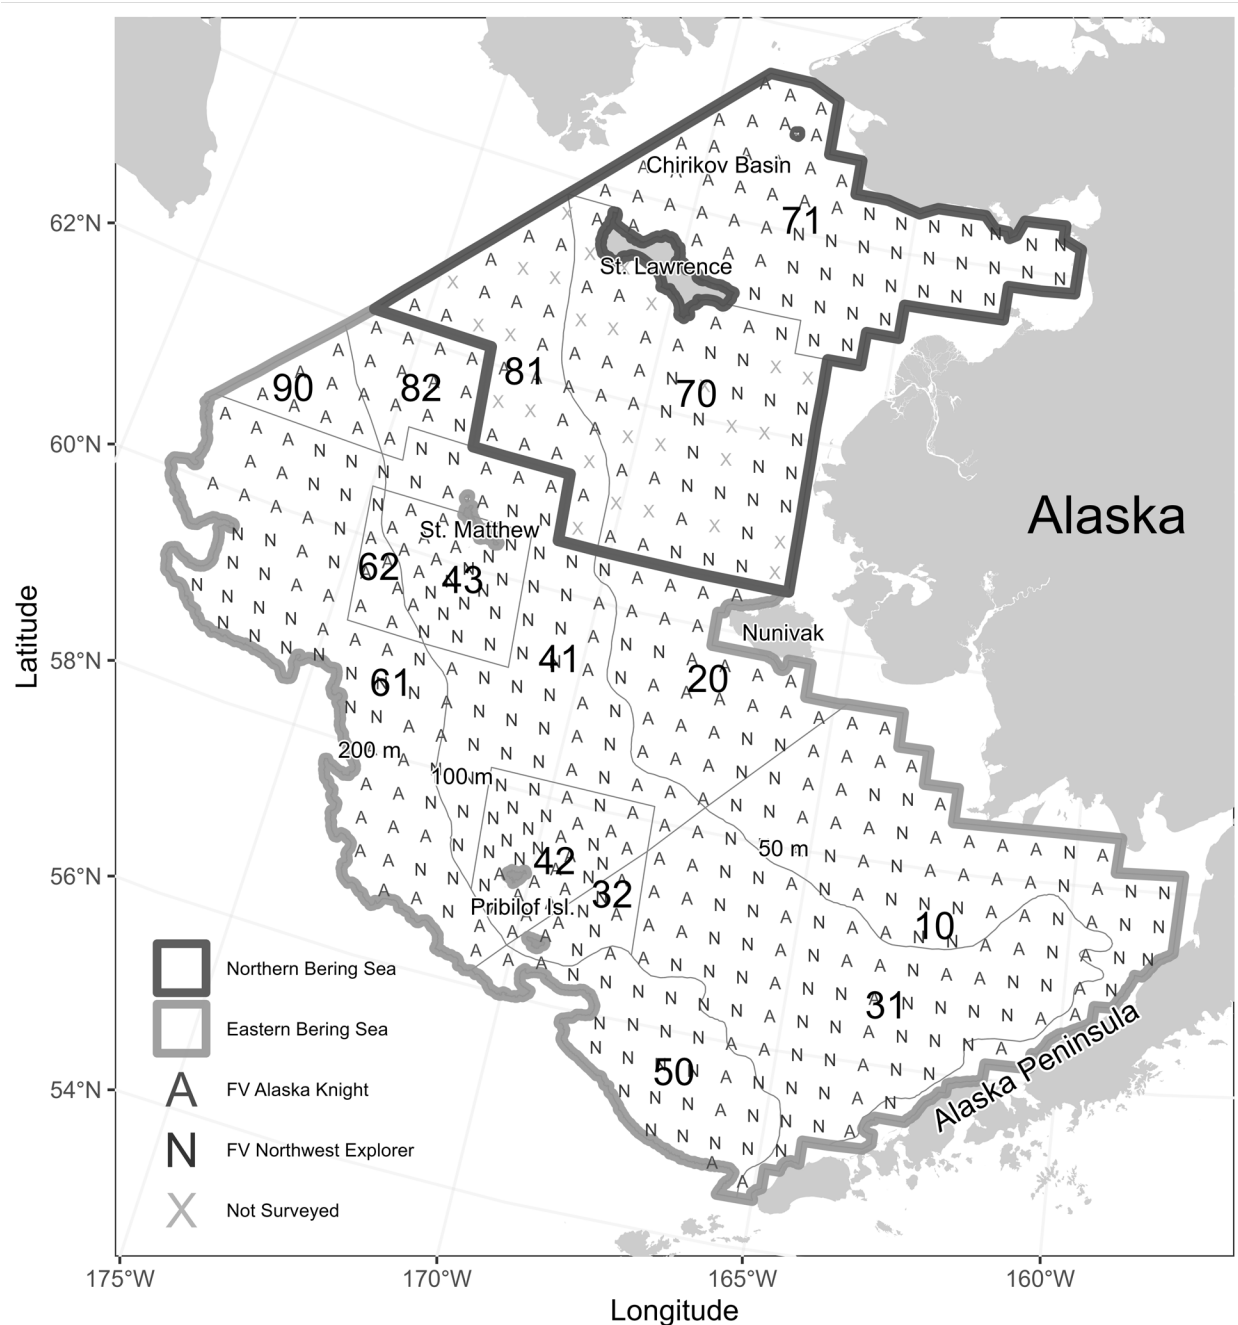 Chirikov Basin
71
62°N
St. Lawrence
81
90
82
70
60°N
Alaska
St. Matthew
62
43
Nunivak
Latitude
58°N
41
61
20
200 m
100 m
50 m
42
56°N
32
Pribilof Isl.
10
Northern Bering Sea
31
Eastern Bering Sea
Alaska Peninsula
50
54°N
A FV Alaska Knight
N FV Northwest Explorer
X Not Surveyed
175°W 170°W 165°W 160°W
Longitude